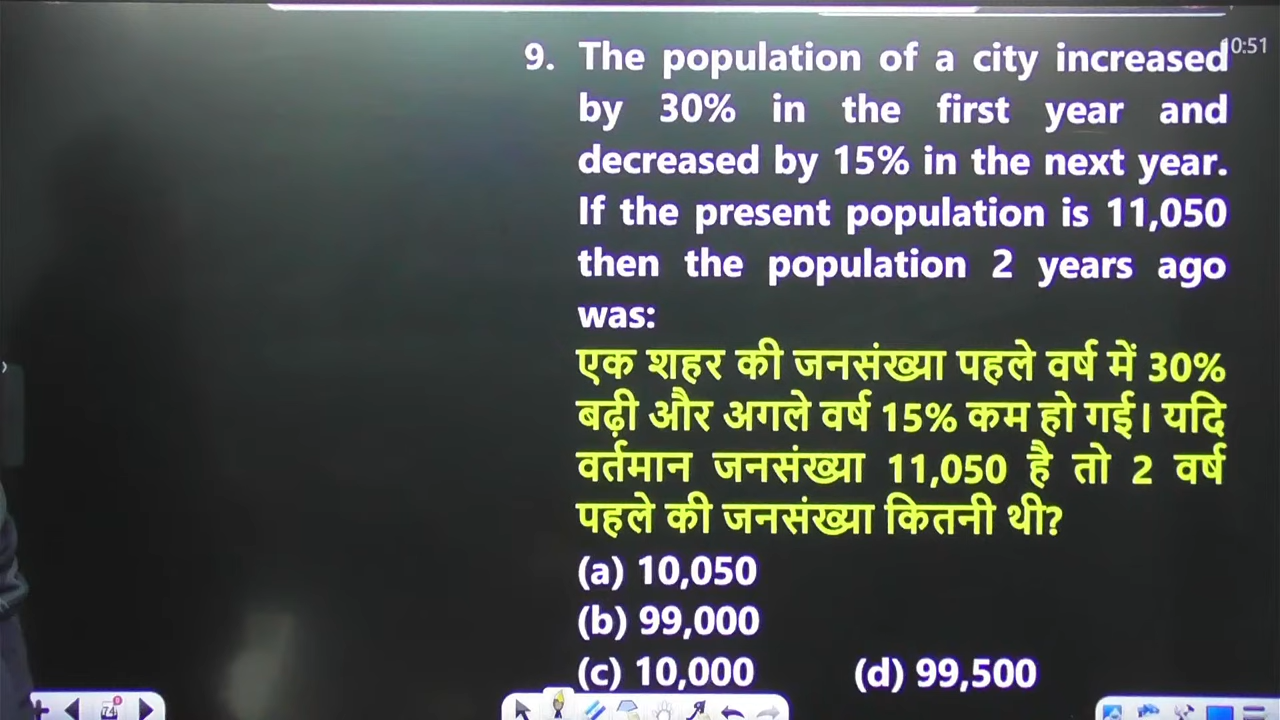 10:51
9. The population of a city increased
by 30% in the first year and
decreased by 15% in the next year.
If the present population is 11,050
then the population 2 years ago
was:
एक शहर की जनसंख्या पहले वर्ष में 30%
बढ़ी और अगले वर्ष 15% कम हो गई। यदि
वर्तमान जनसंख्या 11,050 है तो 2 वर्ष
पहले की जनसंख्या कितनी थी?
(a) 10,050
(b) 99,000
(c) 10,000 (d) 99,500
74